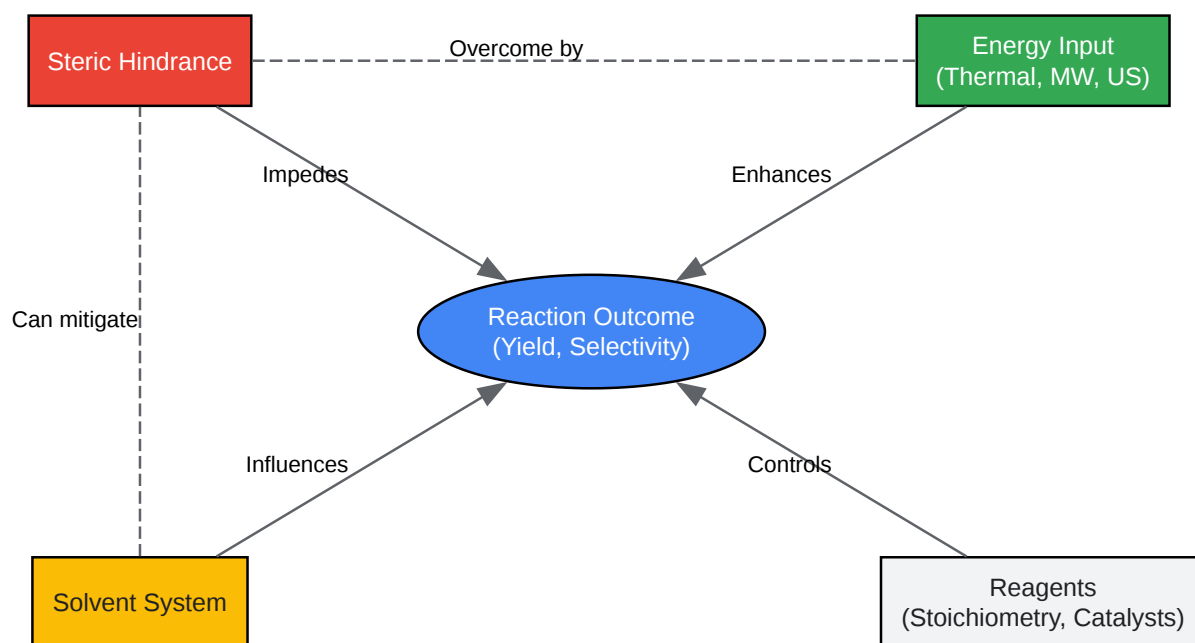 Steric Hindrance
Overcome by
Energy Input
(Thermal, MW, US)
Impedes
Enhances
Can mitigate
Reaction Outcome
(Yield, Selectivity)
Influences
Controls
Solvent System
Reagents
(Stoichiometry, Catalysts)